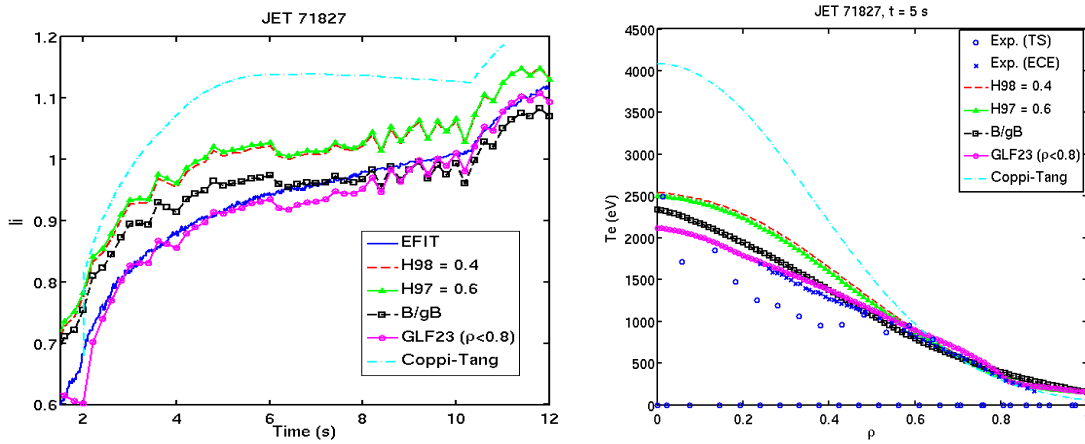 JET 71827
1.2
1.1
1
0.9
0.8
0.7
0.6
li
2
4
6
8
10
12
Time (s)
EFIT
H98 = 0.4
H97 = 0.6
B/gB
GLF23 (ρ<0.8)
Coppi-Tang
JET 71827, t = 5 s
4500
4000
3500
3000
2500
2000
1500
1000
500
0
Te (eV)
0
0.2
0.4
0.6
0.8
ρ
Exp. (TS)
Exp. (ECE)
H98 = 0.4
H97 = 0.6
B/gB
GLF23 (ρ<0.8)
Coppi-Tang